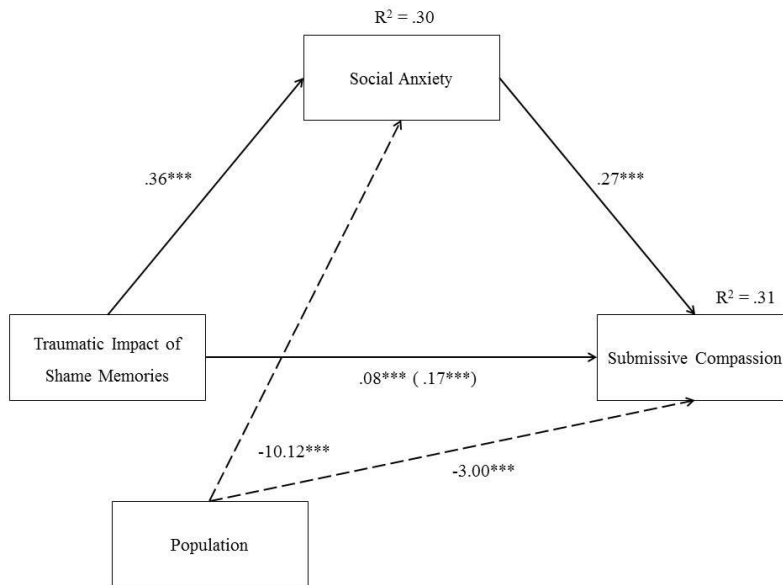 R² = .30
Social Anxiety
.36***
.27***
R² = .31
Traumatic Impact of
Shame Memories
Submissive Compassion
.08*** ( .17***)
-10.12***
-3.00***
Population